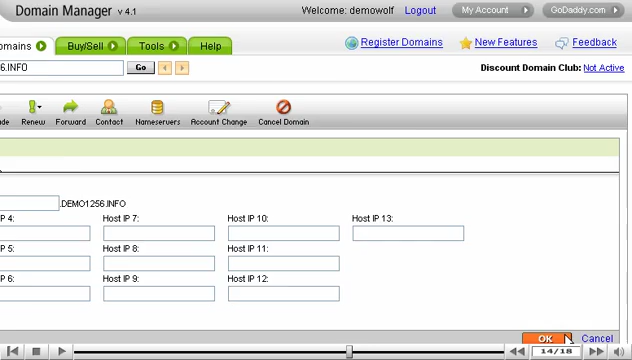 Domain Manager v 4.1
Welcome: demowolf Logout My Account GoDaddy.com
Buy/Sell Tools Help
Register Domains New Features Feedback
6.INFO Go
Discount Domain Club: Not Active
Renew Forward Contact Nameservers Account Change Cancel Domain
.DEMO1256.INFO
IP 4: Host IP 7: Host IP 10: Host IP 13:
IP 5: Host IP 8: Host IP 11:
IP 6: Host IP 9: Host IP 12:
OK Cancel
14/18